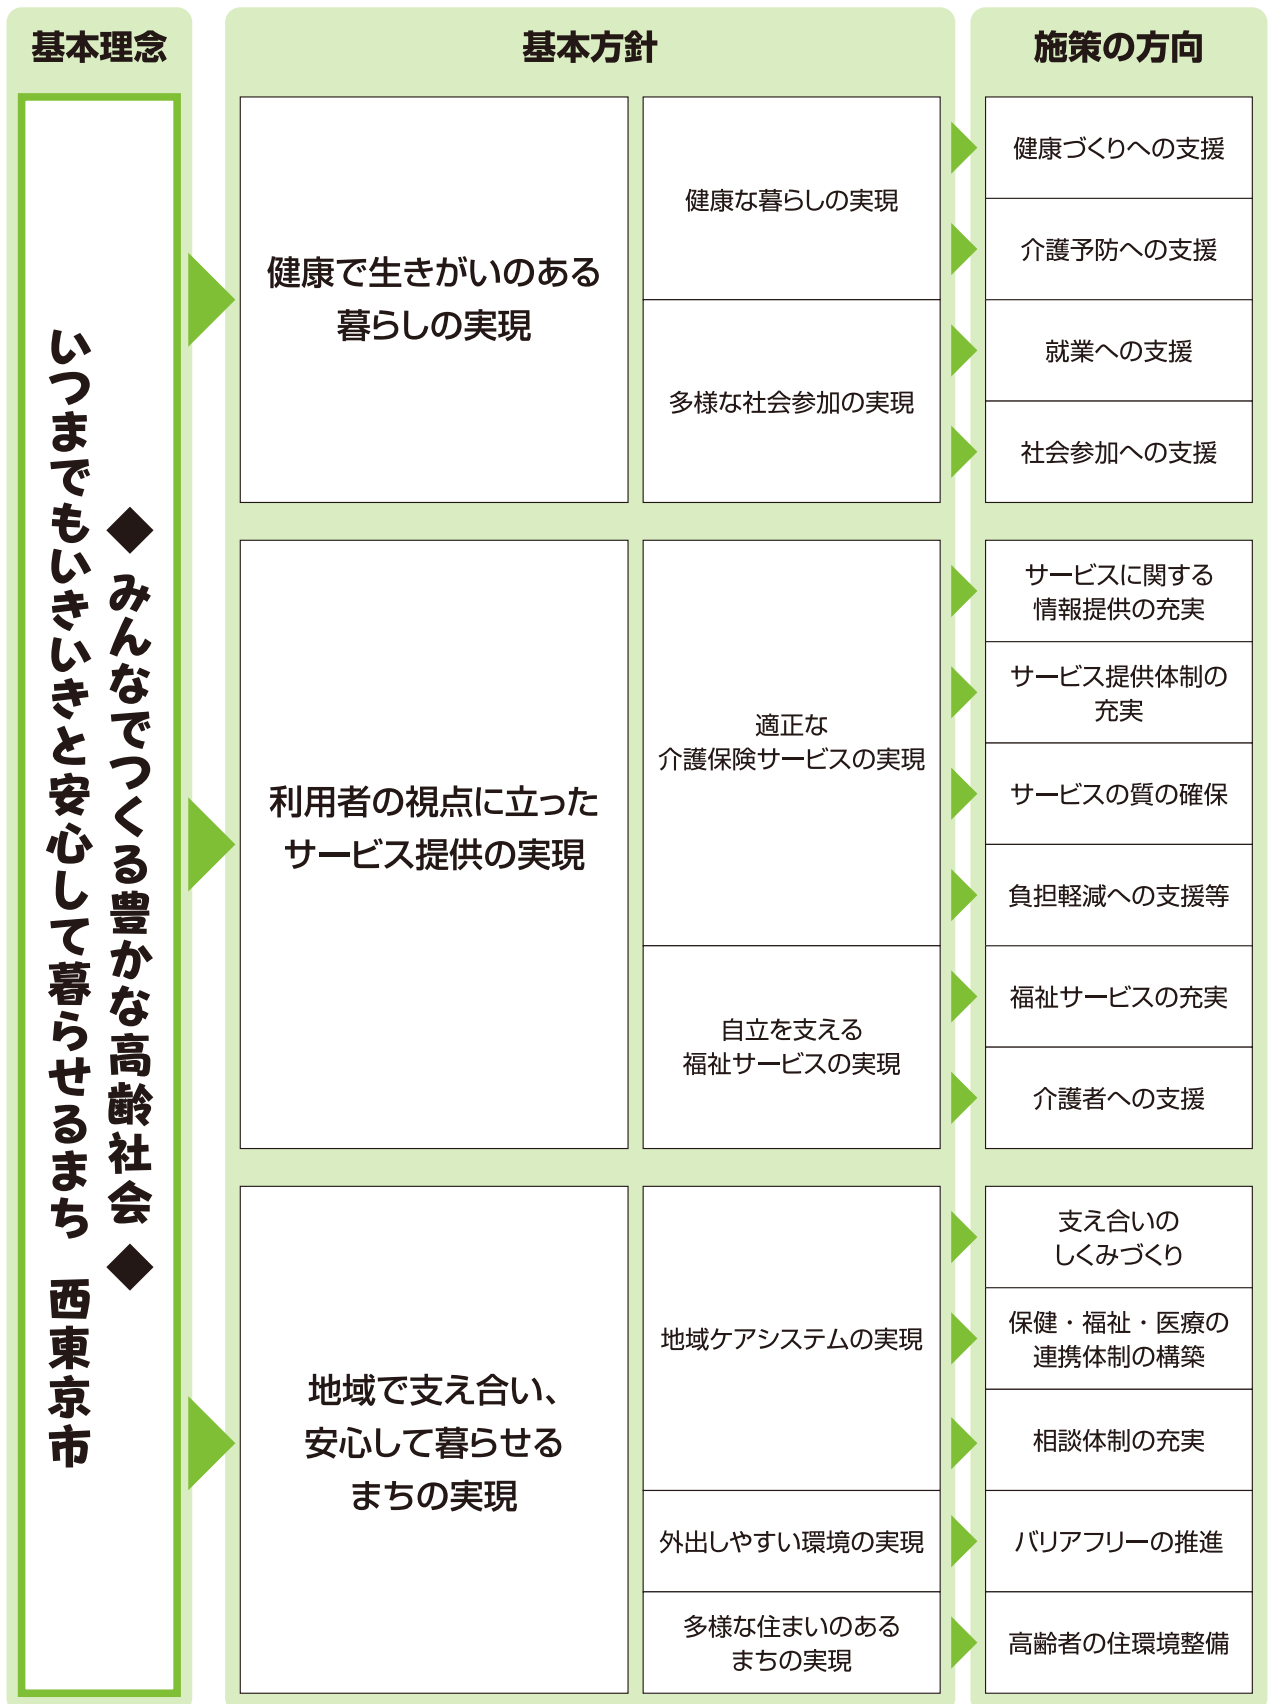 基本理念
◆ みんなでつくる豊かな高齢社会 ◆
いつまでもいきいきと安心して暮らせるまち　西東京市
基本方針
施策の方向
健康で生きがいのある
暮らしの実現
健康な暮らしの実現
健康づくりへの支援
介護予防への支援
多様な社会参加の実現
就業への支援
社会参加への支援
利用者の視点に立った
サービス提供の実現
適正な
介護保険サービスの実現
サービスに関する
情報提供の充実
サービス提供体制の
充実
サービスの質の確保
負担軽減への支援等
自立を支える
福祉サービスの実現
福祉サービスの充実
介護者への支援
地域で支え合い、
安心して暮らせる
まちの実現
地域ケアシステムの実現
支え合いの
しくみづくり
保健・福祉・医療の
連携体制の構築
相談体制の充実
外出しやすい環境の実現
バリアフリーの推進
多様な住まいのある
まちの実現
高齢者の住環境整備